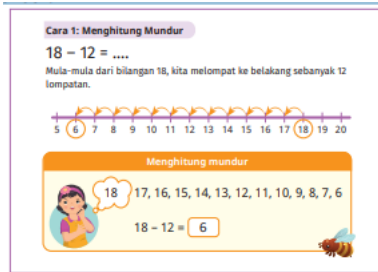 Cara 1: Menghitung Mundur
18 – 12 = ....
Mula-mula dari bilangan 18, kita melompat ke belakang sebanyak 12
lompatan.
5 6 7 8 9 10 11 12 13 14 15 16 17 18 19 20
Menghitung mundur
18 17, 16, 15, 14, 13, 12, 11, 10, 9, 8, 7, 6
18 – 12 = 6